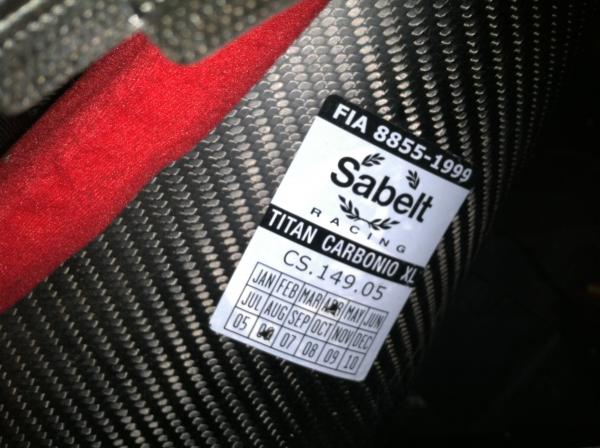 FIA 8855-1999
Sabelt
RACING
TITAN CARBONIO XL
CS.149.05
JAN FEB MAR APR MAY JUN
JUL AUG SEP OCT NOV DEC
05 06 07 08 09 10